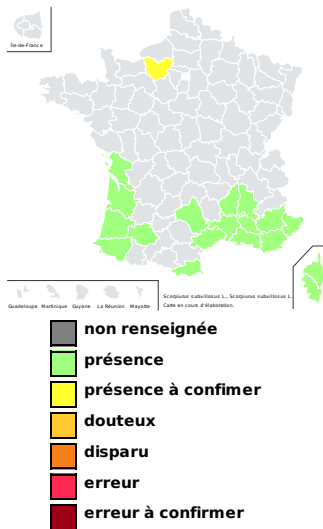 Île-de-France
Scorpiurus subvillosus L., Scorpiurus subvillosus L.
Carte en cours d'élaboration.
Guadeloupe Martinique Guyane La Réunion Mayotte
non renseignée
présence
présence à confimer
douteux
disparu
erreur
erreur à confirmer